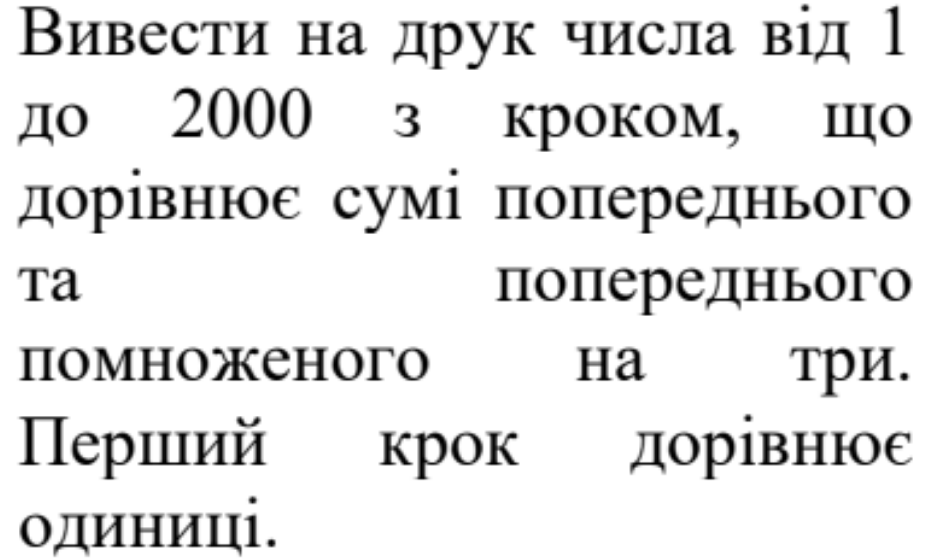 Вивести на друк числа від 1
до 2000 з кроком, що
дорівнює сумі попереднього
та попереднього
помноженого на три.
Перший крок дорівнює
одиниці.